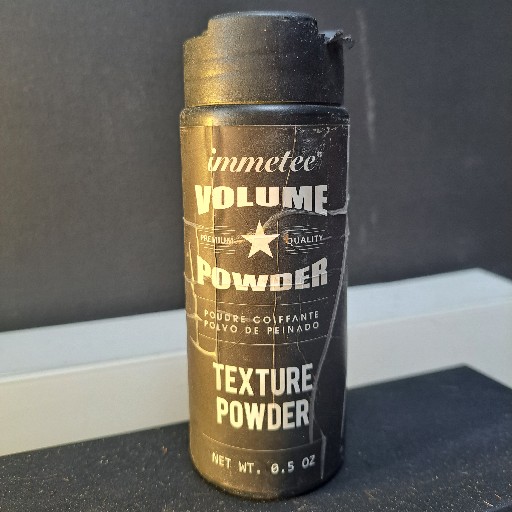 immetee®
VOLUME
PREMIUM QUALITY
POWDER
POUDRE COIFFANTE
POLVO DE PEINADO
TEXTURE
POWDER
NET WT. 0.5 OZ